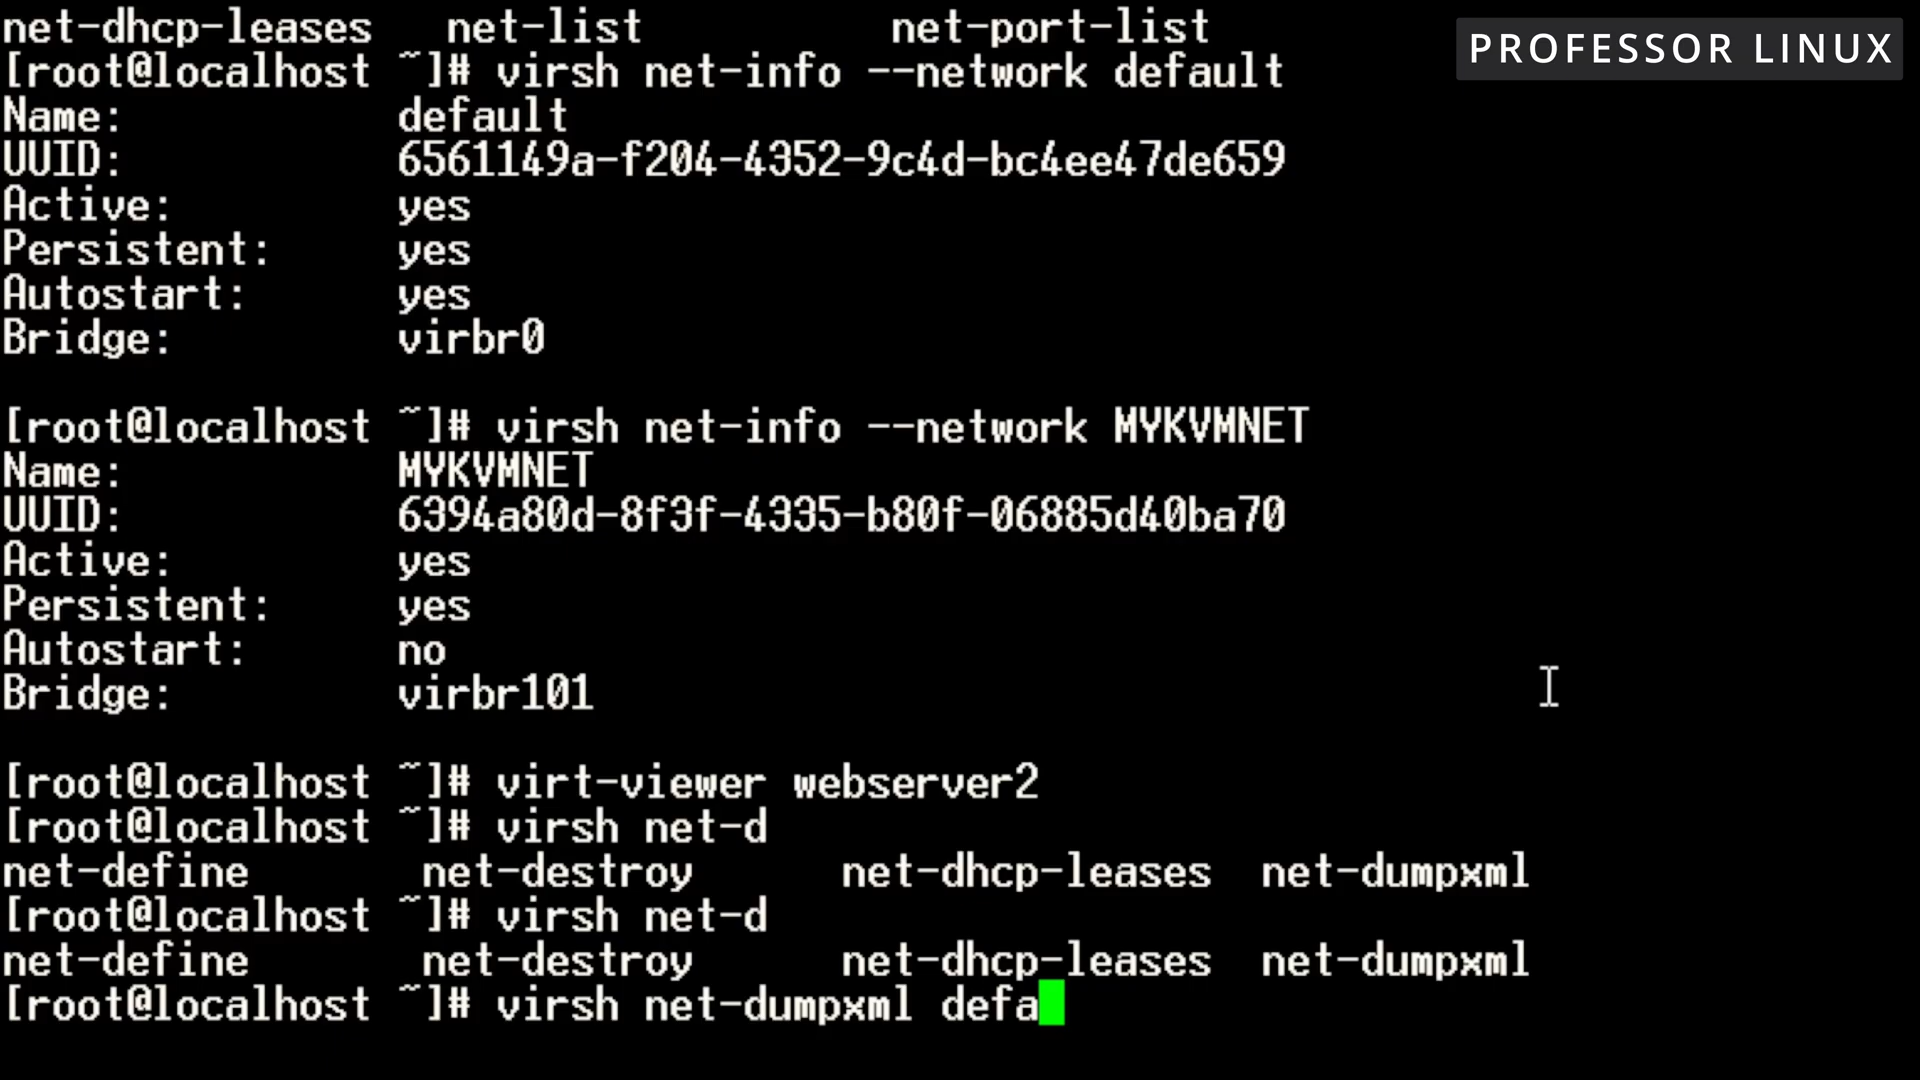 net-dhcp-leases   net-list          net-port-list
PROFESSOR LINUX
[root@localhost ~]# virsh net-info --network default
Name:           default
UUID:           6561149a-f204-4352-9c4d-bc4ee47de659
Active:         yes
Persistent:     yes
Autostart:      yes
Bridge:         virbr0
[root@localhost ~]# virsh net-info --network MYKVMNET
Name:           MYKVMNET
UUID:           6394a80d-8f3f-4335-b80f-06885d40ba70
Active:         yes
Persistent:     yes
Autostart:      no
Bridge:         virbr101
[root@localhost ~]# virt-viewer webserver2
[root@localhost ~]# virsh net-d
net-define       net-destroy      net-dhcp-leases  net-dumpxml
[root@localhost ~]# virsh net-d
net-define       net-destroy      net-dhcp-leases  net-dumpxml
[root@localhost ~]# virsh net-dumpxml defa